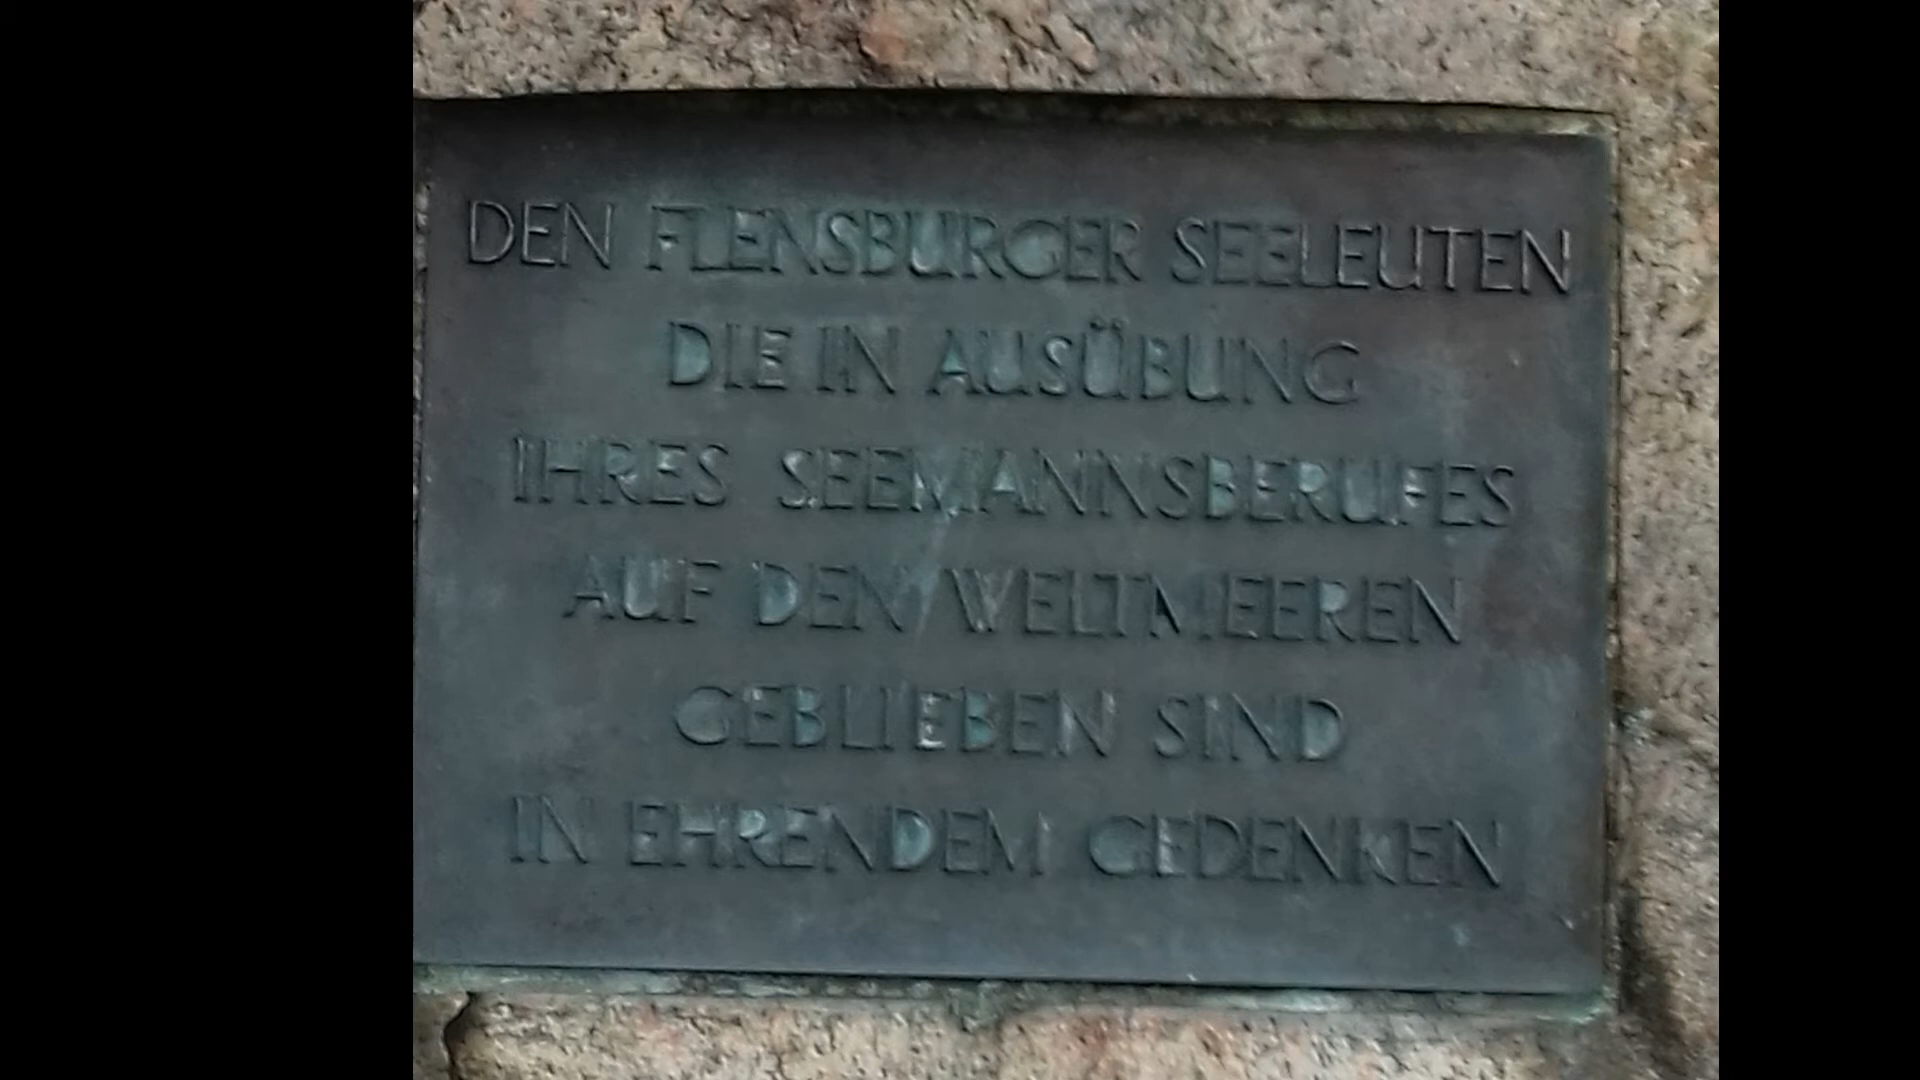 DEN FLENSBURGER SEELEUTEN
DIE IN AUSÜBUNG
IHRES SEEMANNSBERUFES
AUF DEN WELTMEEREN
GEBLIEBEN SIND
IN EHRENDEM GEDENKEN